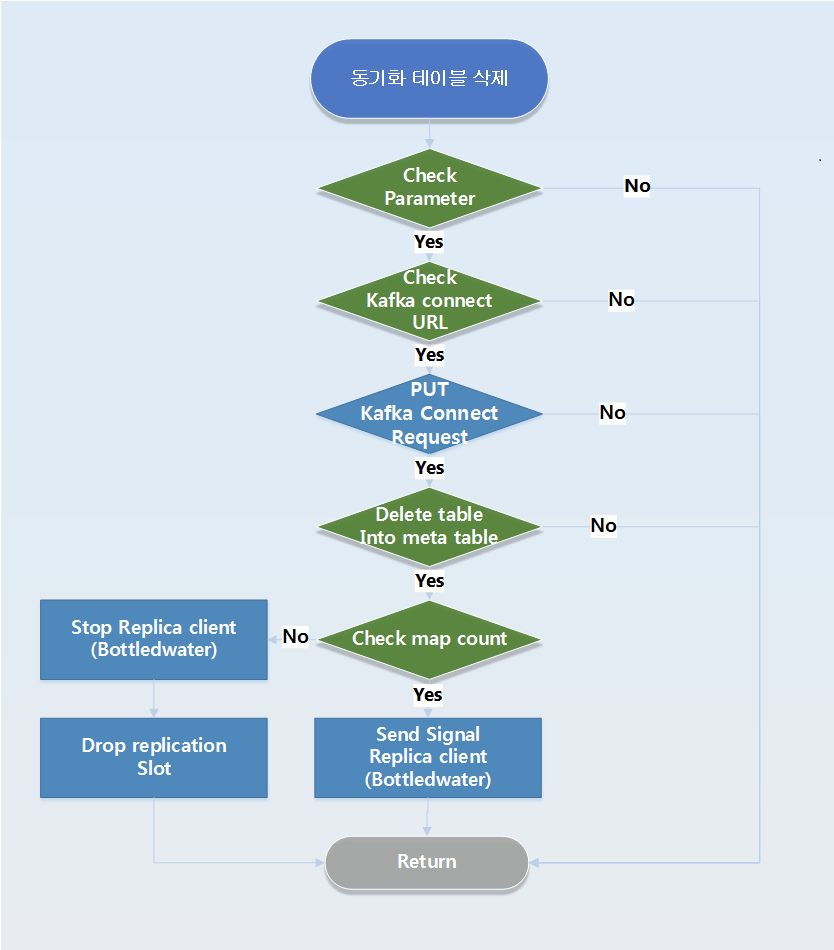 동기화 테이블 삭제
Check
Parameter
No
Yes
Check
Kafka connect
URL
No
Yes
PUT
Kafka Connect
Request
No
Yes
Delete table
Into meta table
No
Yes
Stop Replica client
(Bottledwater)
No
Check map count
Yes
Drop replication
Slot
Send Signal
Replica client
(Bottledwater)
Return